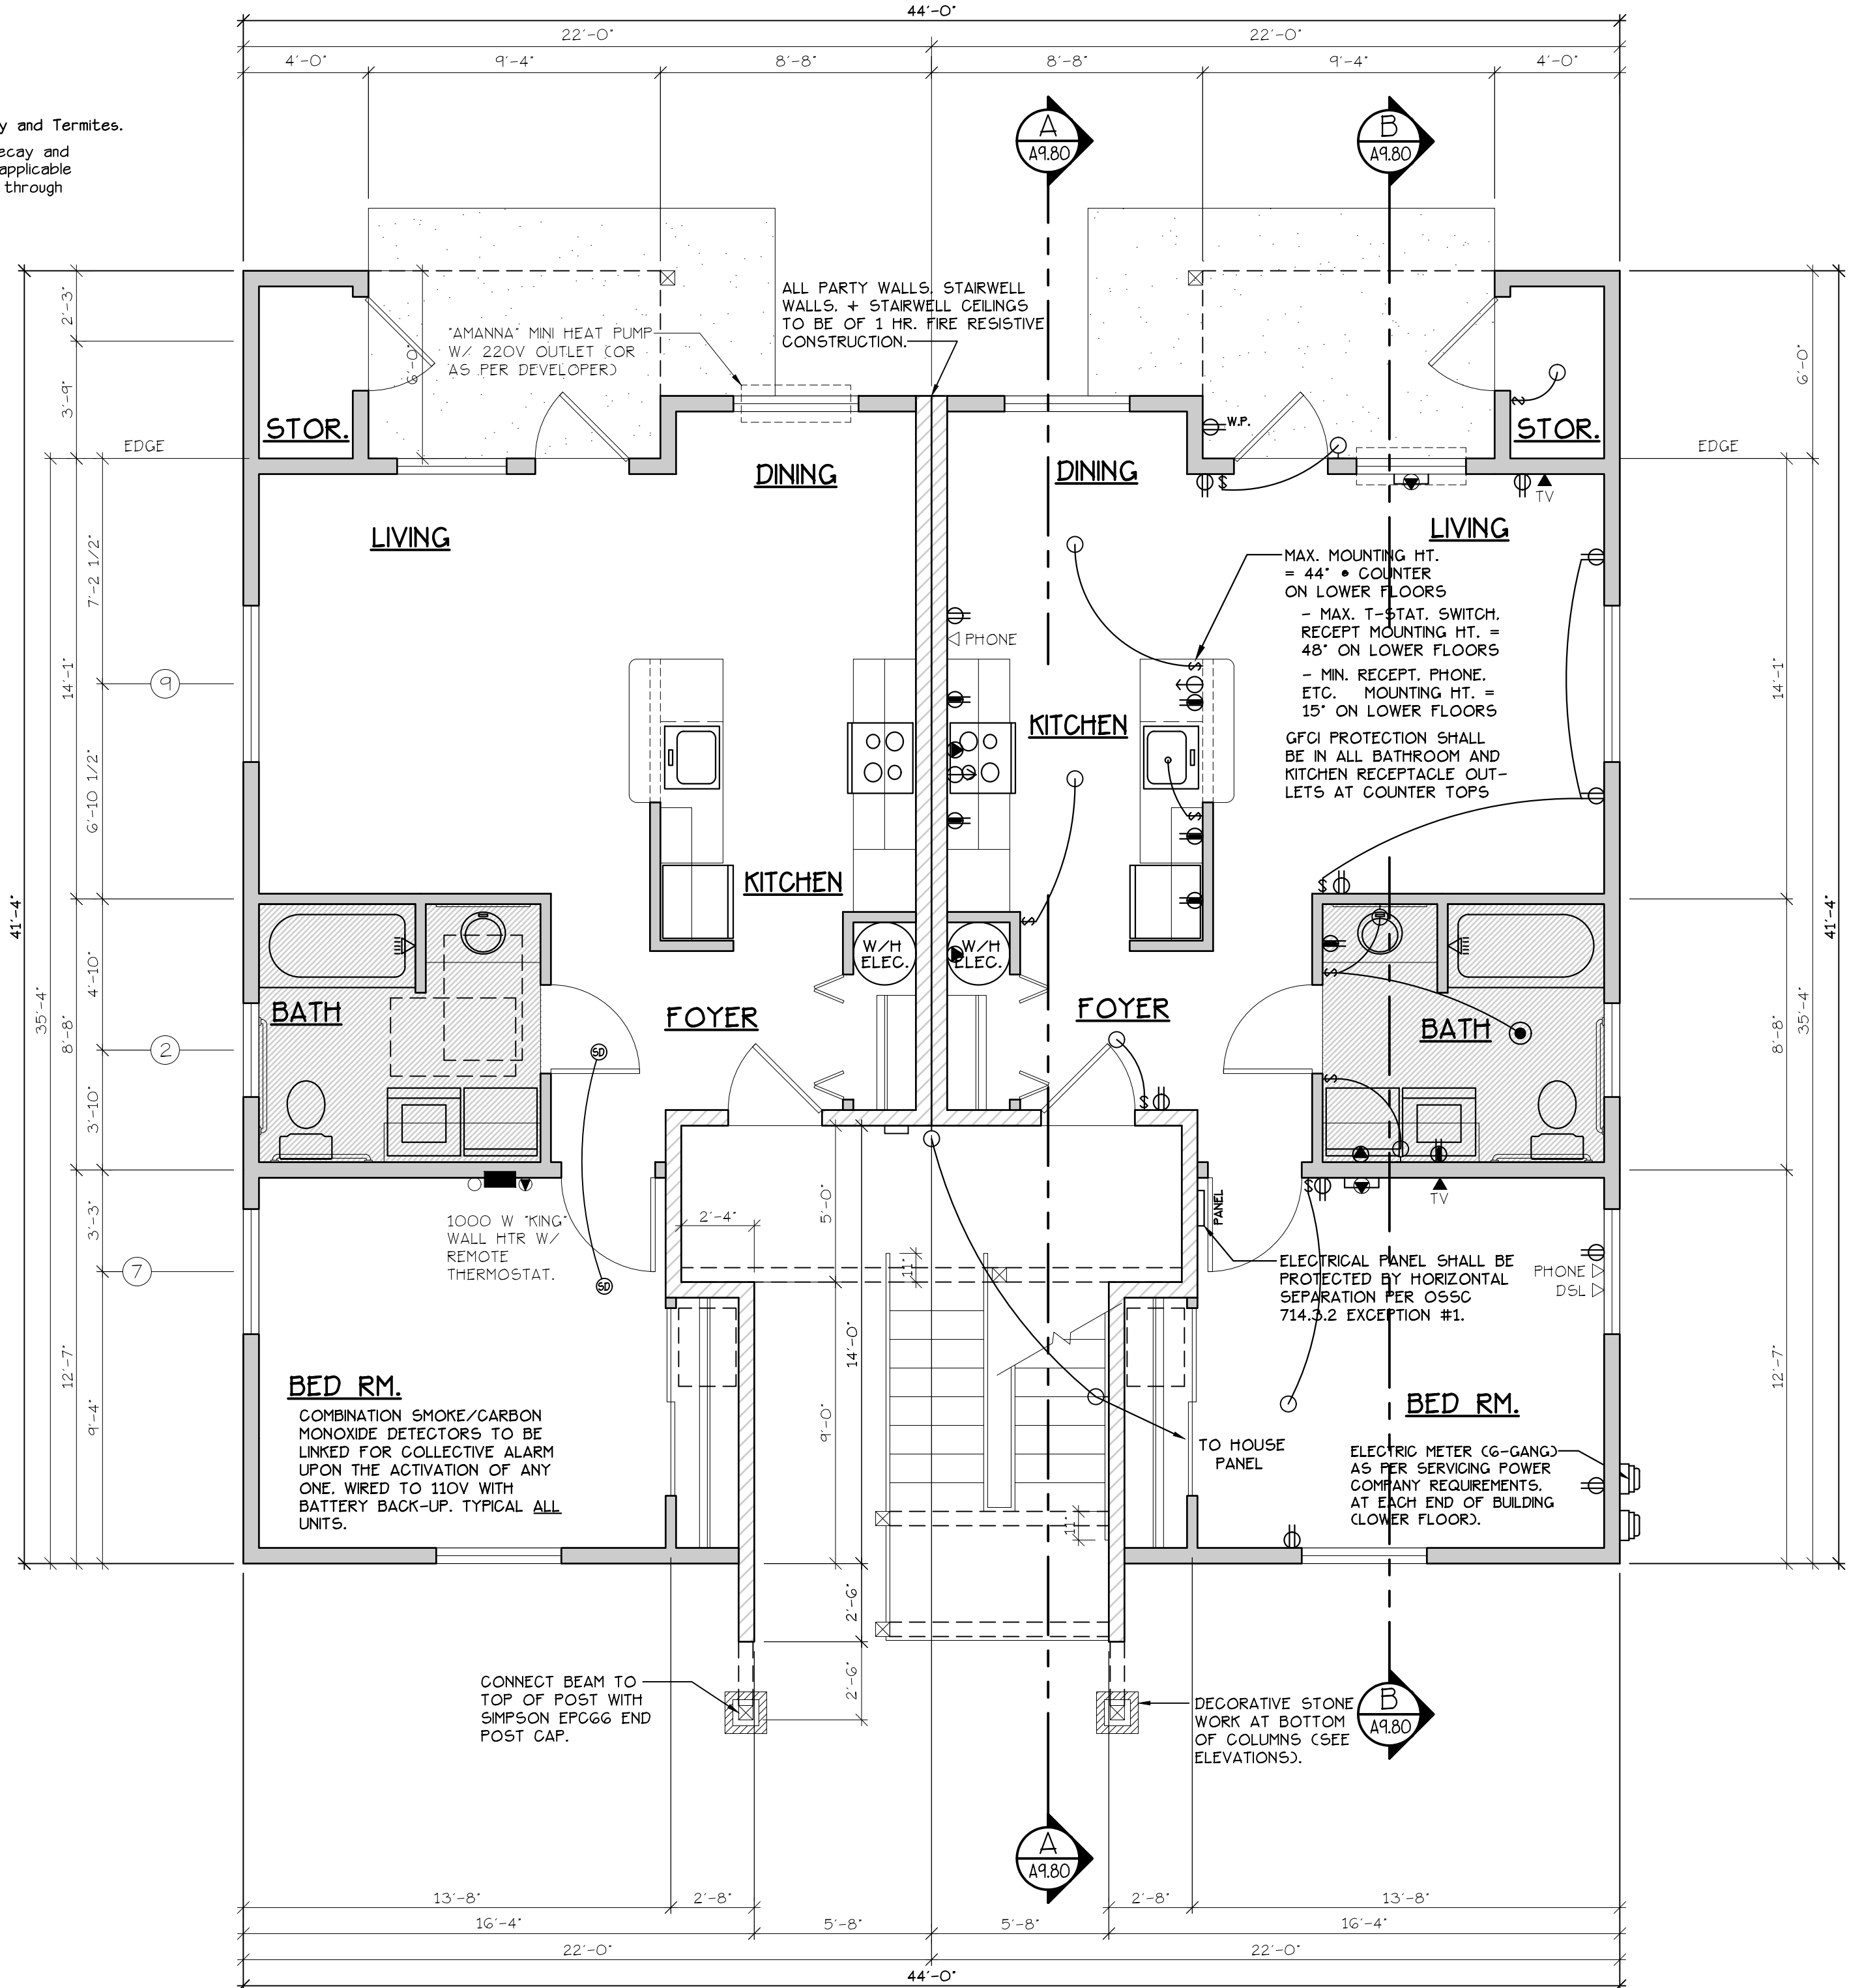 44'-0"
22'-0"
22'-0"
4'-0"
9'-4"
8'-8"
8'-8"
9'-4"
4'-0"
y and Termites.
ecay and
applicable
through
A
A9.80
B
A9.80
2'-3"
3'-9"
6'-0"
6'-0"
"AMANNA" MINI HEAT PUMP
W/ 220V OUTLET (OR
AS PER DEVELOPER)
ALL PARTY WALLS, STAIRWELL
WALLS, + STAIRWELL CEILINGS
TO BE OF 1 HR. FIRE RESISTIVE
CONSTRUCTION.
STOR.
W.P.
STOR.
EDGE
EDGE
DINING
DINING
TV
LIVING
LIVING
7'-2 1/2"
14'-1"
6'-10 1/2"
14'-1"
9
PHONE
MAX. MOUNTING HT.
= 44" @ COUNTER
ON LOWER FLOORS
- MAX. T-STAT, SWITCH,
RECEPT MOUNTING HT. =
48" ON LOWER FLOORS
- MIN. RECEPT, PHONE,
ETC. MOUNTING HT. =
15" ON LOWER FLOORS
GFCI PROTECTION SHALL
BE IN ALL BATHROOM AND
KITCHEN RECEPTACLE OUT-
LETS AT COUNTER TOPS
KITCHEN
KITCHEN
41'-4"
41'-4"
35'-4"
35'-4"
W/H
ELEC.
W/H
ELEC.
4'-10"
8'-8"
3'-10"
8'-8"
2
BATH
FOYER
FOYER
BATH
SD
SD
3'-3"
12'-7"
9'-4"
12'-7"
7
1000 W "KING"
WALL HTR W/
REMOTE
THERMOSTAT.
2'-4"
5'-0"
14'-0"
9'-0"
11"
11"
PANEL
TV
ELECTRICAL PANEL SHALL BE
PROTECTED BY HORIZONTAL
SEPARATION PER OSSC
714.3.2 EXCEPTION #1.
PHONE
DSL
BED RM.
COMBINATION SMOKE/CARBON
MONOXIDE DETECTORS TO BE
LINKED FOR COLLECTIVE ALARM
UPON THE ACTIVATION OF ANY
ONE, WIRED TO 110V WITH
BATTERY BACK-UP. TYPICAL ALL
UNITS.
BED RM.
TO HOUSE
PANEL
ELECTRIC METER (6-GANG)
AS PER SERVICING POWER
COMPANY REQUIREMENTS,
AT EACH END OF BUILDING
(LOWER FLOOR).
2'-6"
2'-6"
CONNECT BEAM TO
TOP OF POST WITH
SIMPSON EPC66 END
POST CAP.
DECORATIVE STONE
WORK AT BOTTOM
OF COLUMNS (SEE
ELEVATIONS).
B
A9.80
A
A9.80
13'-8"
2'-8"
2'-8"
13'-8"
16'-4"
5'-8"
5'-8"
16'-4"
22'-0"
22'-0"
44'-0"